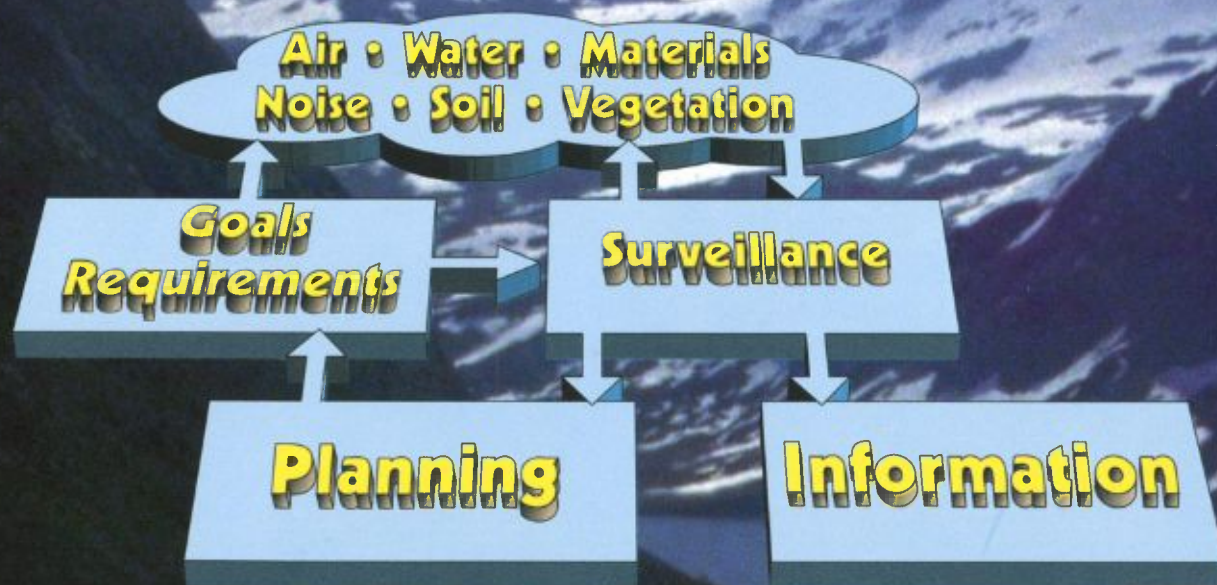 Air • Water • Materials
Noise • Soil • Vegetation
Goals
Requirements
Surveillance
Planning
Information